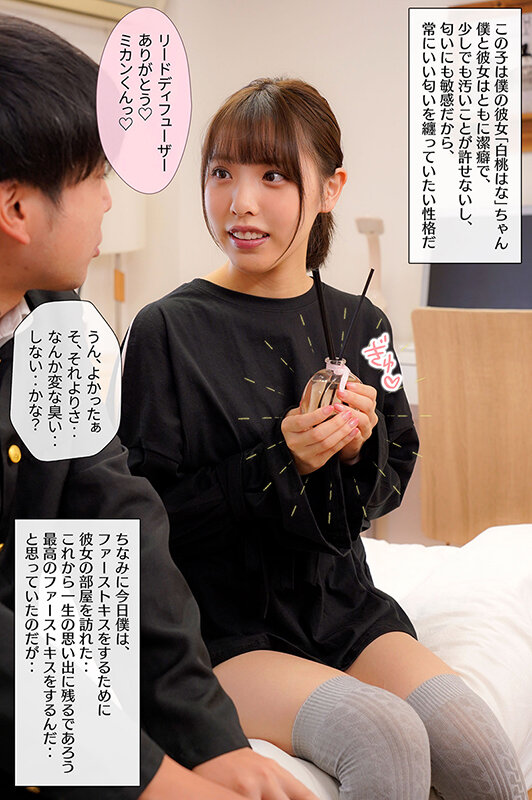 この子は僕の彼女「白桃はな」ちゃん
僕と彼女はともに潔癖で、
少しでも汚いことが許せないし、
匂いにも敏感だから、
常にいい匂いを纏っていたい性格だ
リードディフューザー
ありがとう♡
ミカンくんっ♡
ぎゅ♡
うん、よかったぁ
そ、それよりさ‥
なんか変な臭い‥
しない‥かな？
ちなみに今日僕は、
ファーストキスをするために
彼女の部屋を訪れた‥
これから一生の思い出に残るであろう
最高のファーストキスをするんだ‥
と思っていたのだが‥